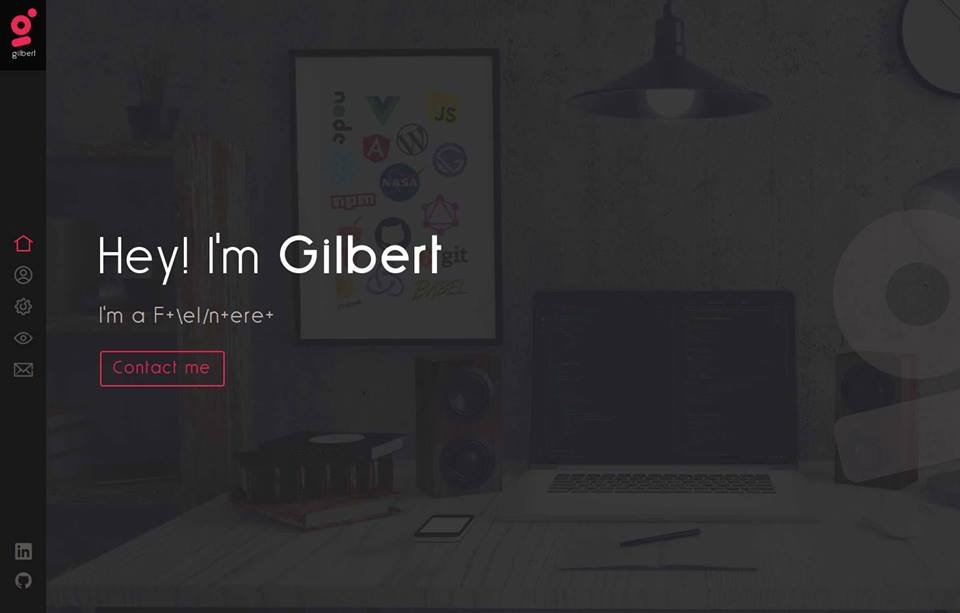 gilbert
node
JS
NASA
npm
git
BABEL
Hey! I'm Gilbert
I'm a F+\el/n+ere+
Contact me